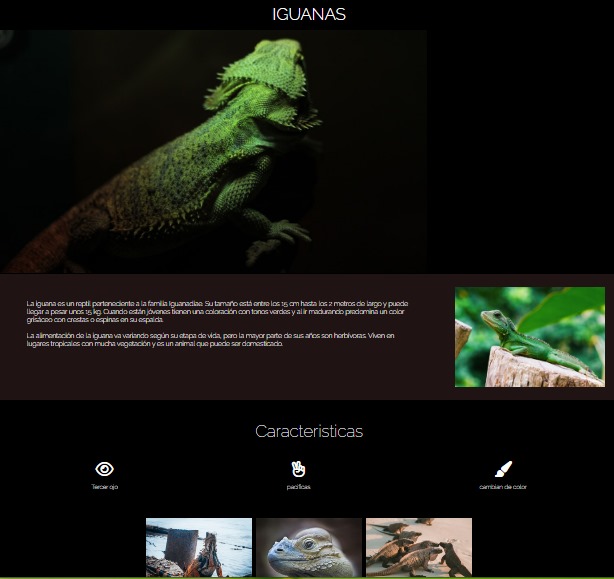 IGUANAS
La iguana es un reptil perteneciente a la familia Iguanadiae. Su tamaño está entre los 15 cm hasta los 2 metros de largo y puede
llegar a pesar unos 15 kg. Cuando están jóvenes tienen una coloración con tonos verdes y al ir madurando predomina un color
grisáceo con crestas o espinas en su espalda.
La alimentación de la iguana va variando según su etapa de vida, pero la mayor parte de sus años son herbívoras. Viven en
lugares tropicales con mucha vegetación y es un animal que puede ser domesticado.
Caracteristicas
Tercer ojo
pacificas
cambian de color